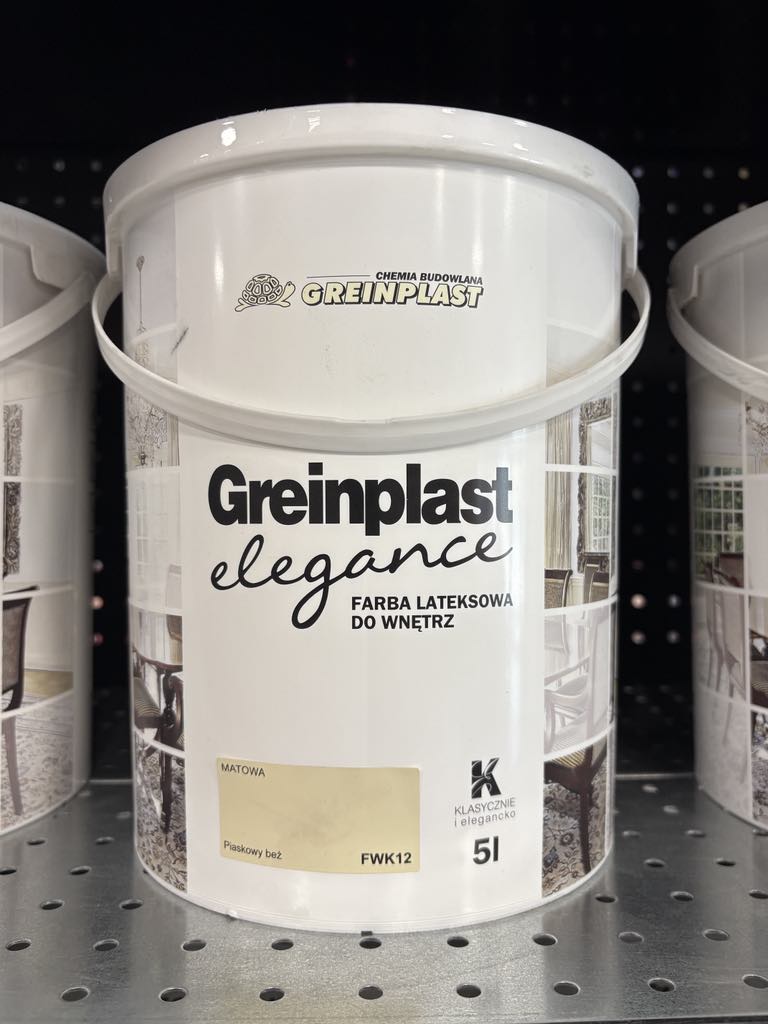 CHEMIA BUDOWLANA
GREINPLAST
Greinplast
elegance
FARBA LATEKSOWA
DO WNĘTRZ
MATOWA
Piaskowy beż
FWK12
K
KLASYCZNIE
i elegancko
5l